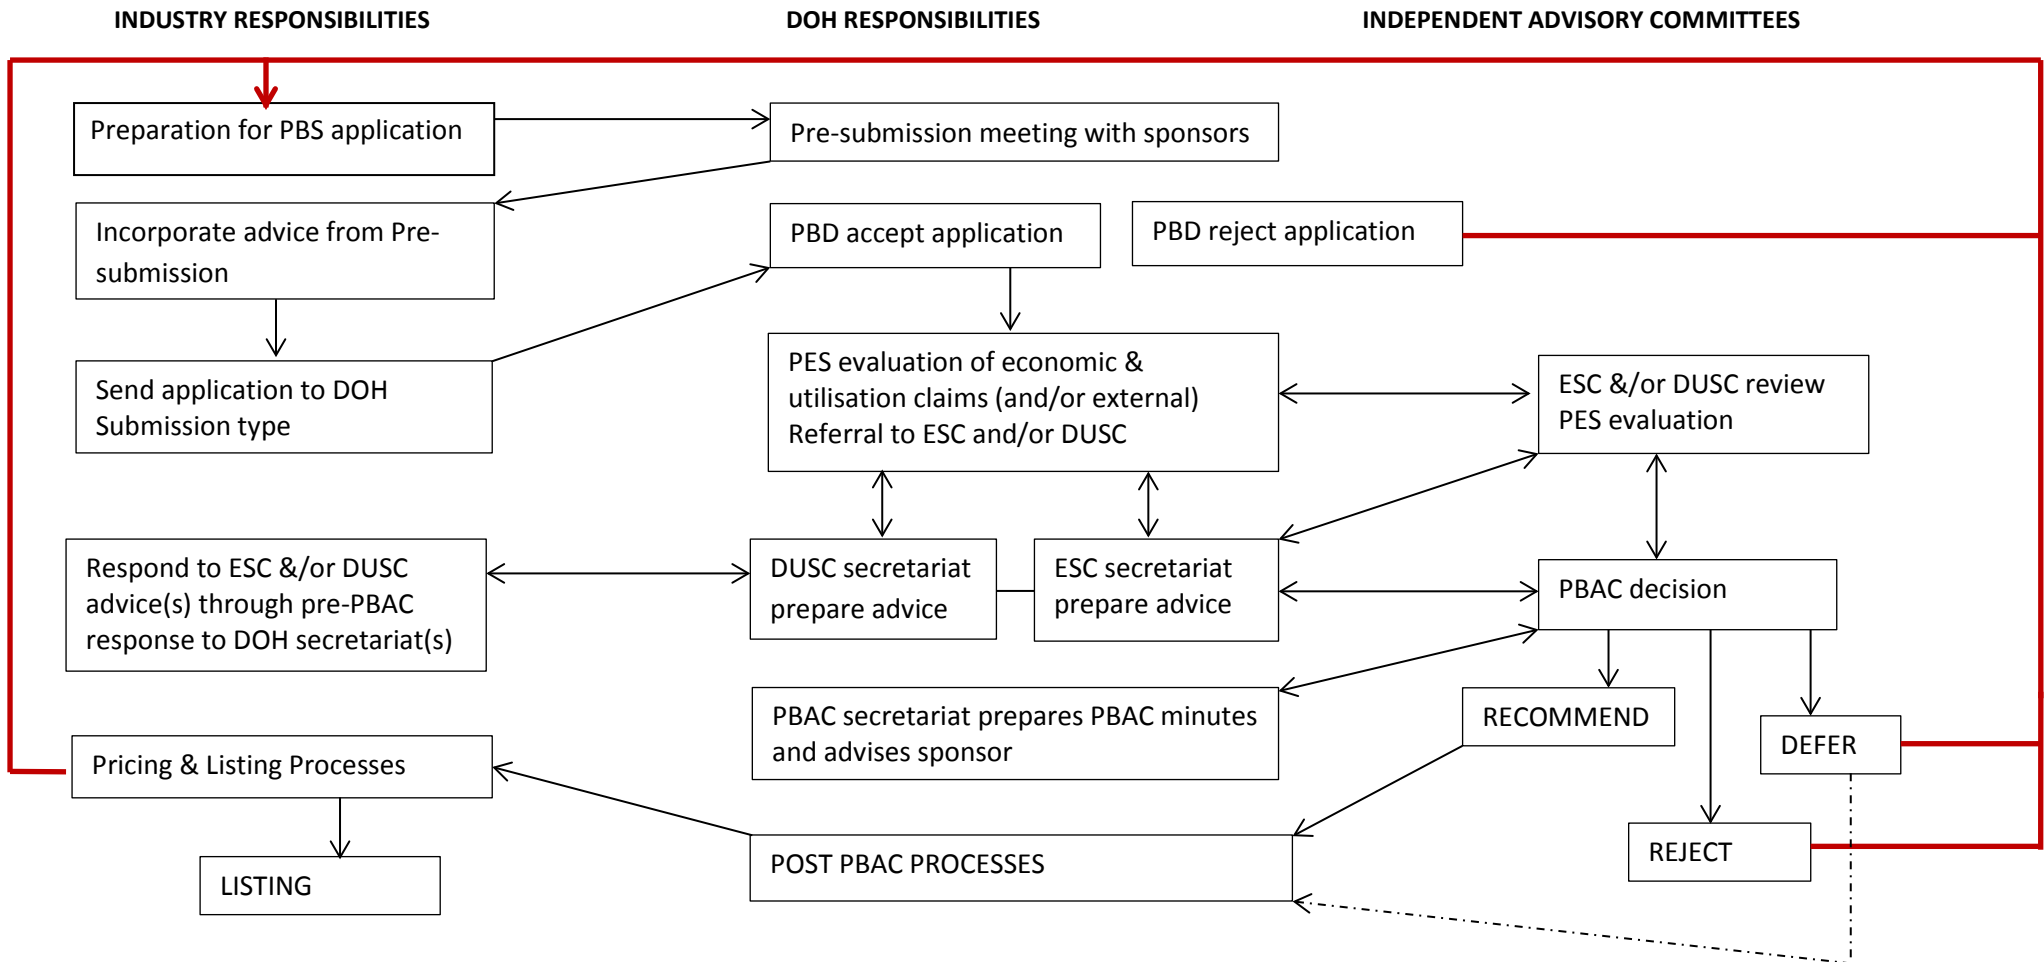 INDUSTRY RESPONSIBILITIES
DOH RESPONSIBILITIES
INDEPENDENT ADVISORY COMMITTEES
Preparation for PBS application
Pre-submission meeting with sponsors
Incorporate advice from Pre-
submission
PBD accept application
PBD reject application
Send application to DOH
Submission type
PES evaluation of economic &
utilisation claims (and/or external)
Referral to ESC and/or DUSC
ESC &/or DUSC review
PES evaluation
Respond to ESC &/or DUSC
advice(s) through pre-PBAC
response to DOH secretariat(s)
DUSC secretariat
prepare advice
ESC secretariat
prepare advice
PBAC decision
PBAC secretariat prepares PBAC minutes
and advises sponsor
RECOMMEND
DEFER
Pricing & Listing Processes
POST PBAC PROCESSES
REJECT
LISTING